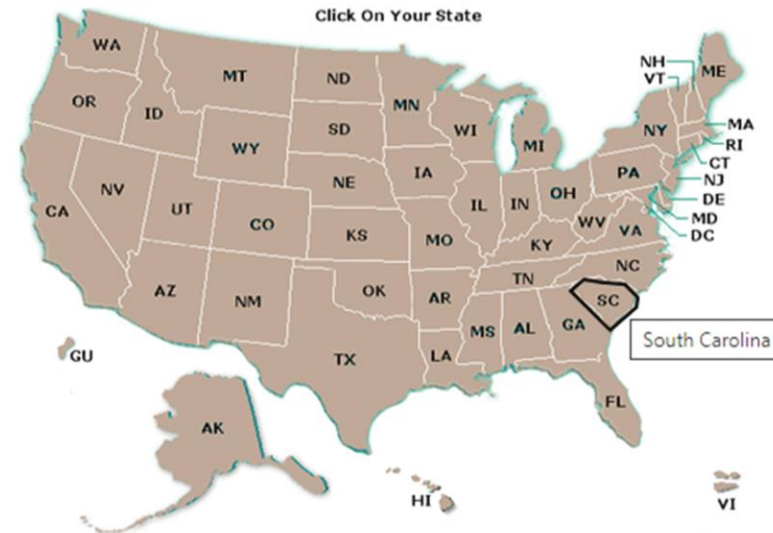 Click On Your State
WA
MT
ND
MN
OR
ID
SD
WI
MI
NH
VT
ME
WY
NY
MA
RI
CT
IA
NE
PA
NJ
NV
IL
IN
OH
DE
UT
CO
MD
CA
WV
VA
DC
KS
MO
KY
NC
TN
AZ
NM
OK
AR
SC
GA
MS
AL
South Carolina
GU
TX
LA
FL
AK
HI
VI